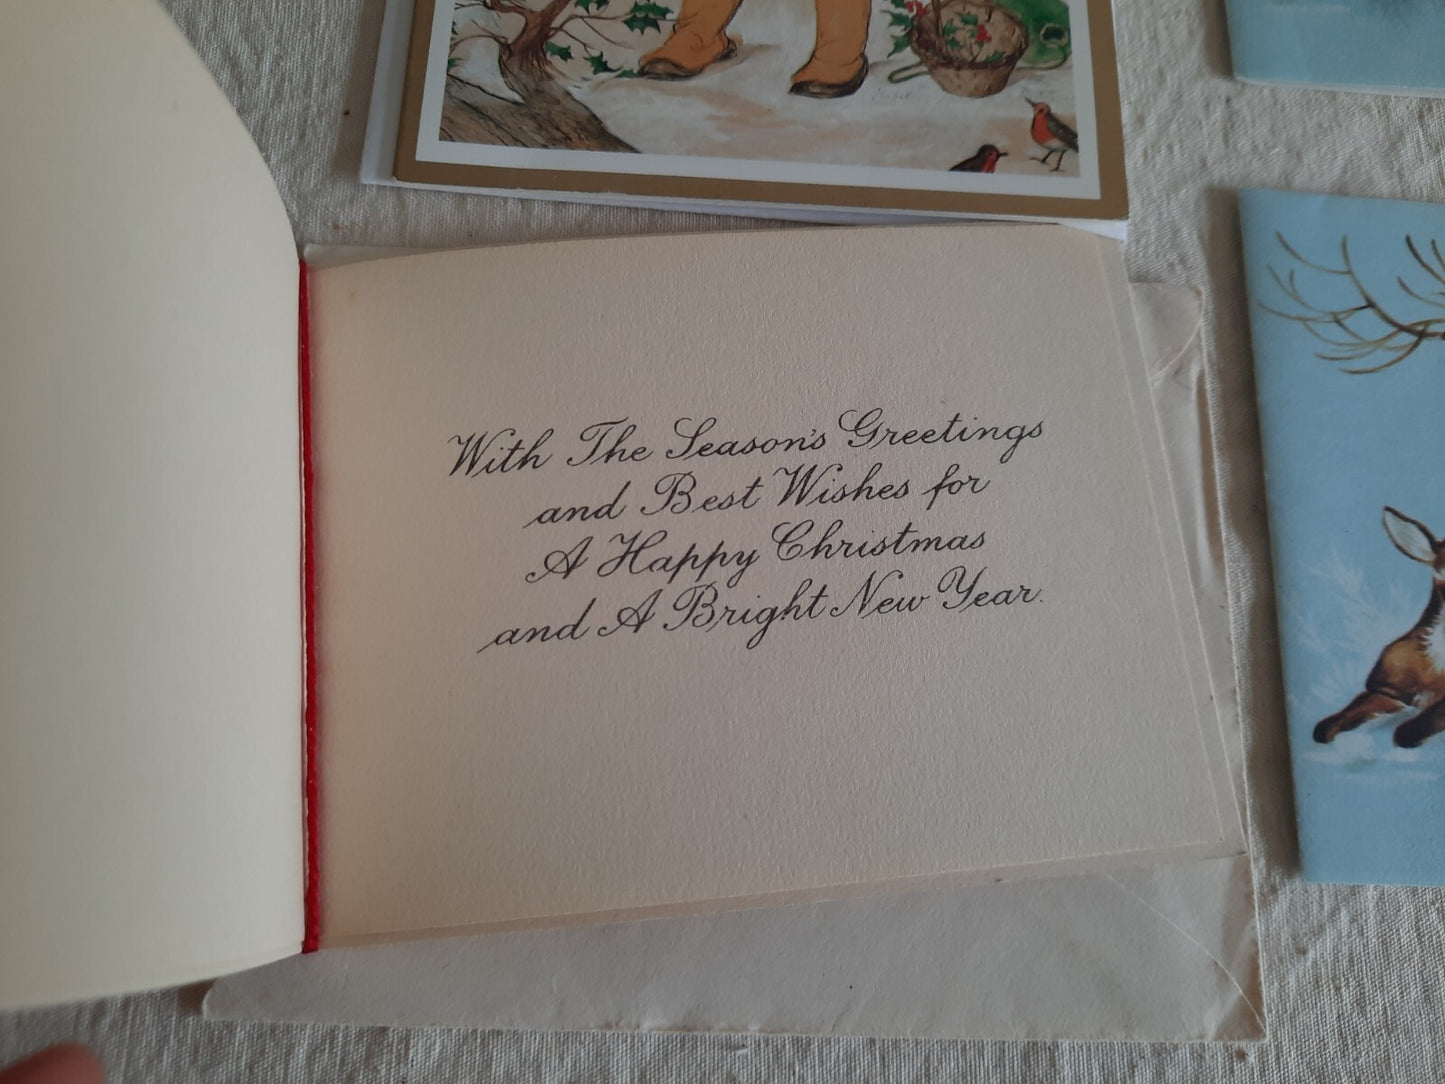 With The Season's Greetings
and Best Wishes for
A Happy Christmas
and A Bright New Year.